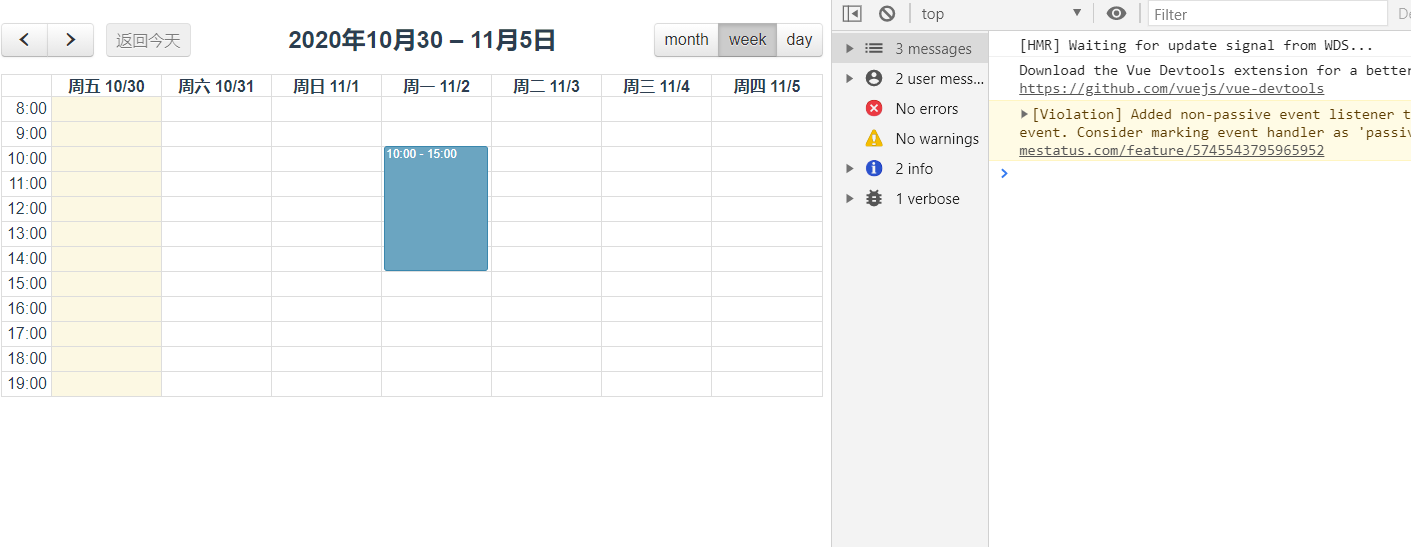 返回今天
2020年10月30 – 11月5日
month week day
周五 10/30 周六 10/31 周日 11/1 周一 11/2 周二 11/3 周三 11/4 周四 11/5
8:00
9:00
10:00
10:00 - 15:00
11:00
12:00
13:00
14:00
15:00
16:00
17:00
18:00
19:00
top
Filter
3 messages
2 user mess...
No errors
No warnings
2 info
1 verbose
[HMR] Waiting for update signal from WDS...
Download the Vue Devtools extension for a better
https://github.com/vuejs/vue-devtools
[Violation] Added non-passive event listener t
event. Consider marking event handler as 'passiv
mestatus.com/feature/5745543795965952